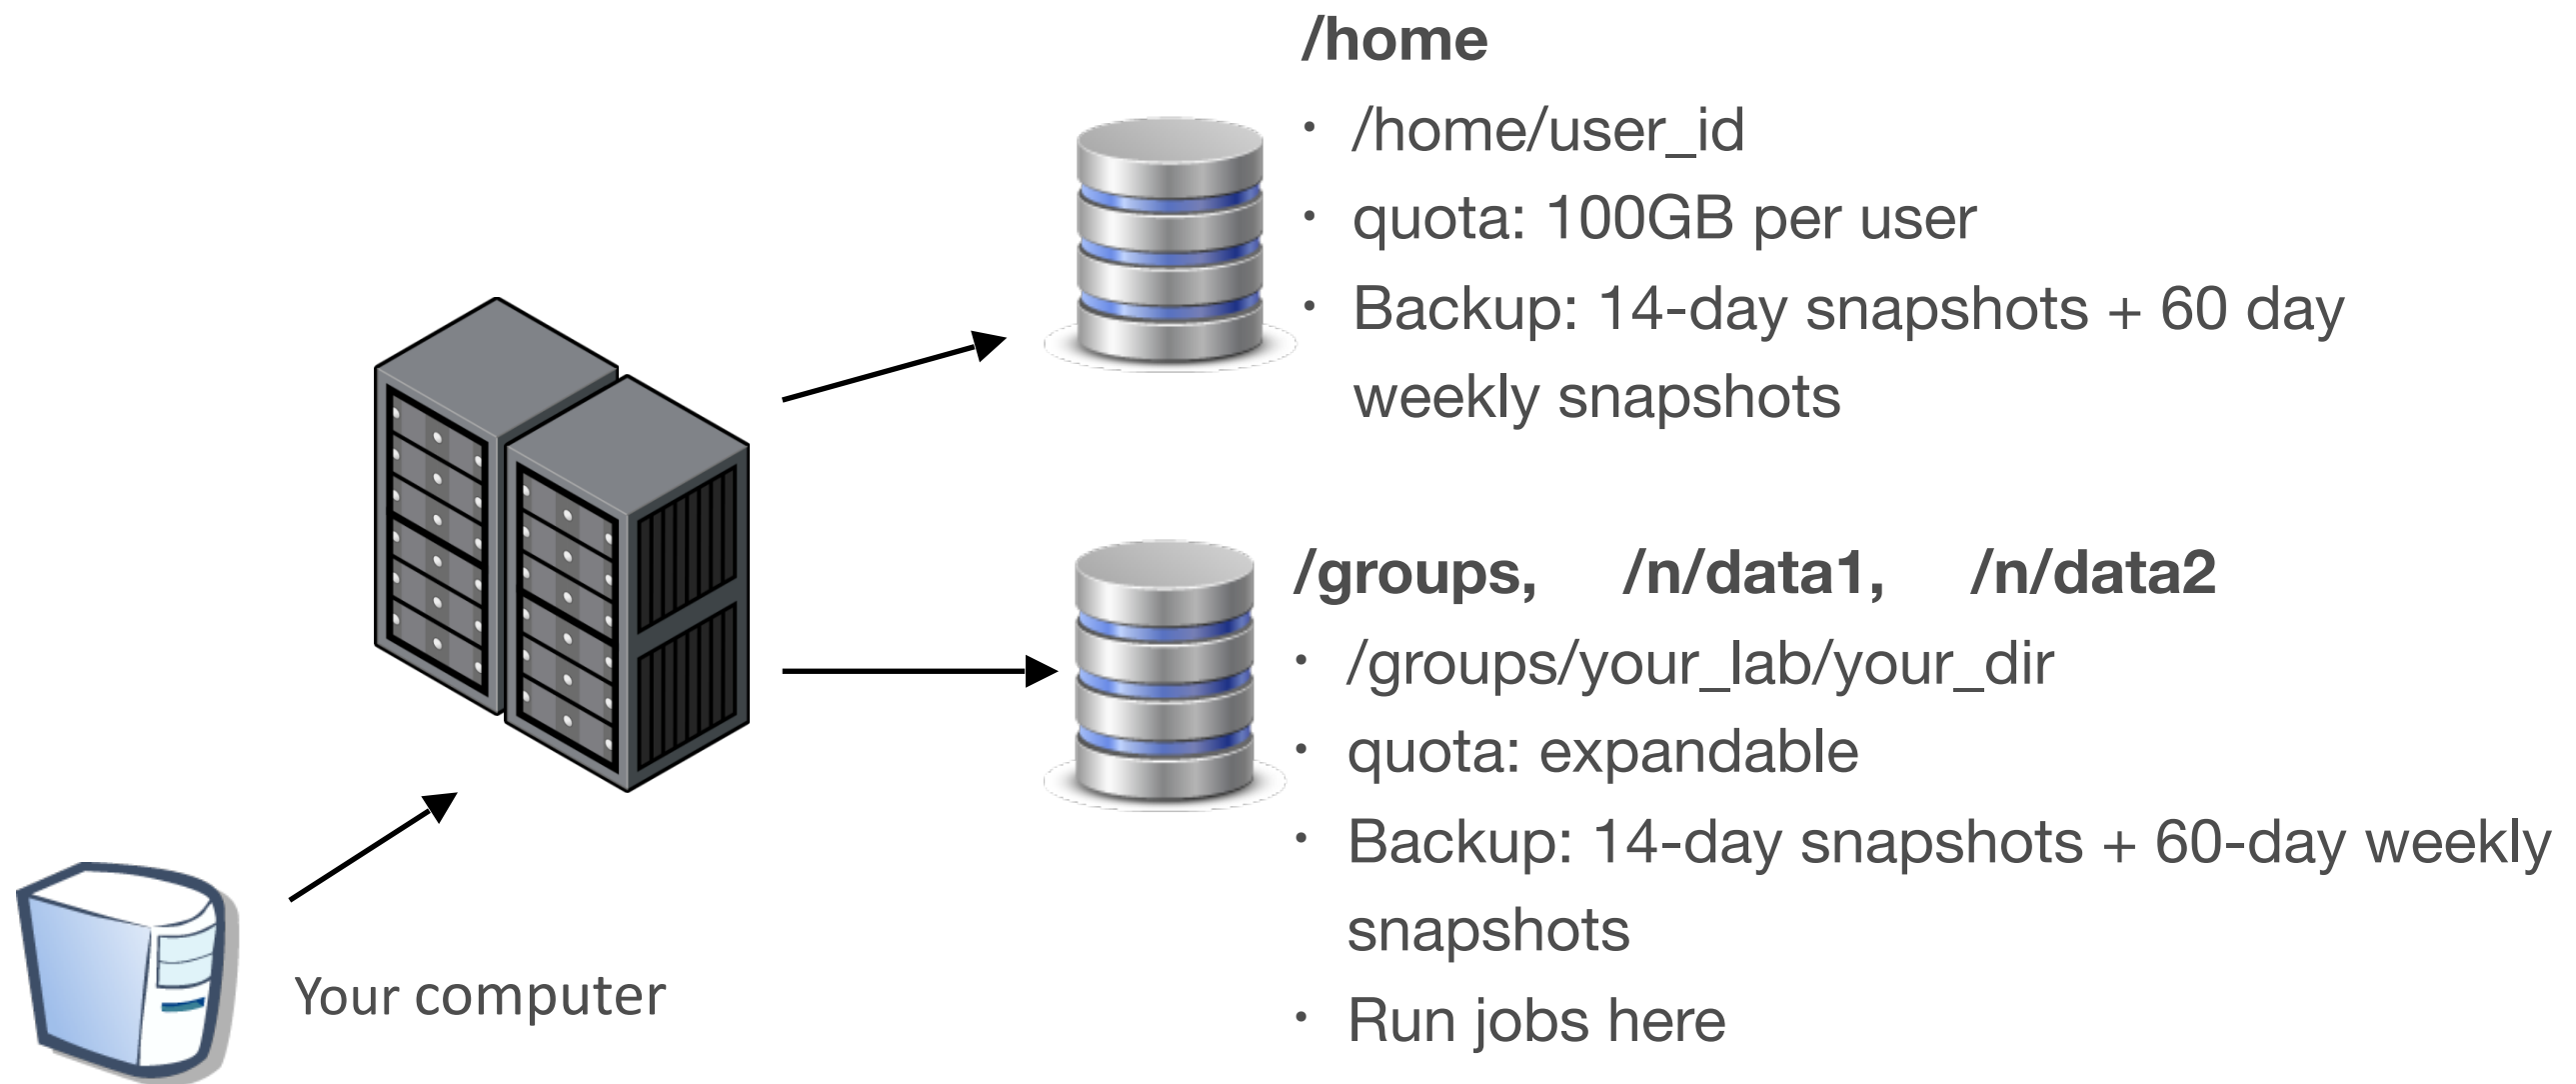 /home
· /home/user_id
· quota: 100GB per user
· Backup: 14-day snapshots + 60 day
weekly snapshots
/groups, /n/data1, /n/data2
· /groups/your_lab/your_dir
· quota: expandable
· Backup: 14-day snapshots + 60-day weekly
snapshots
· Run jobs here
Your computer